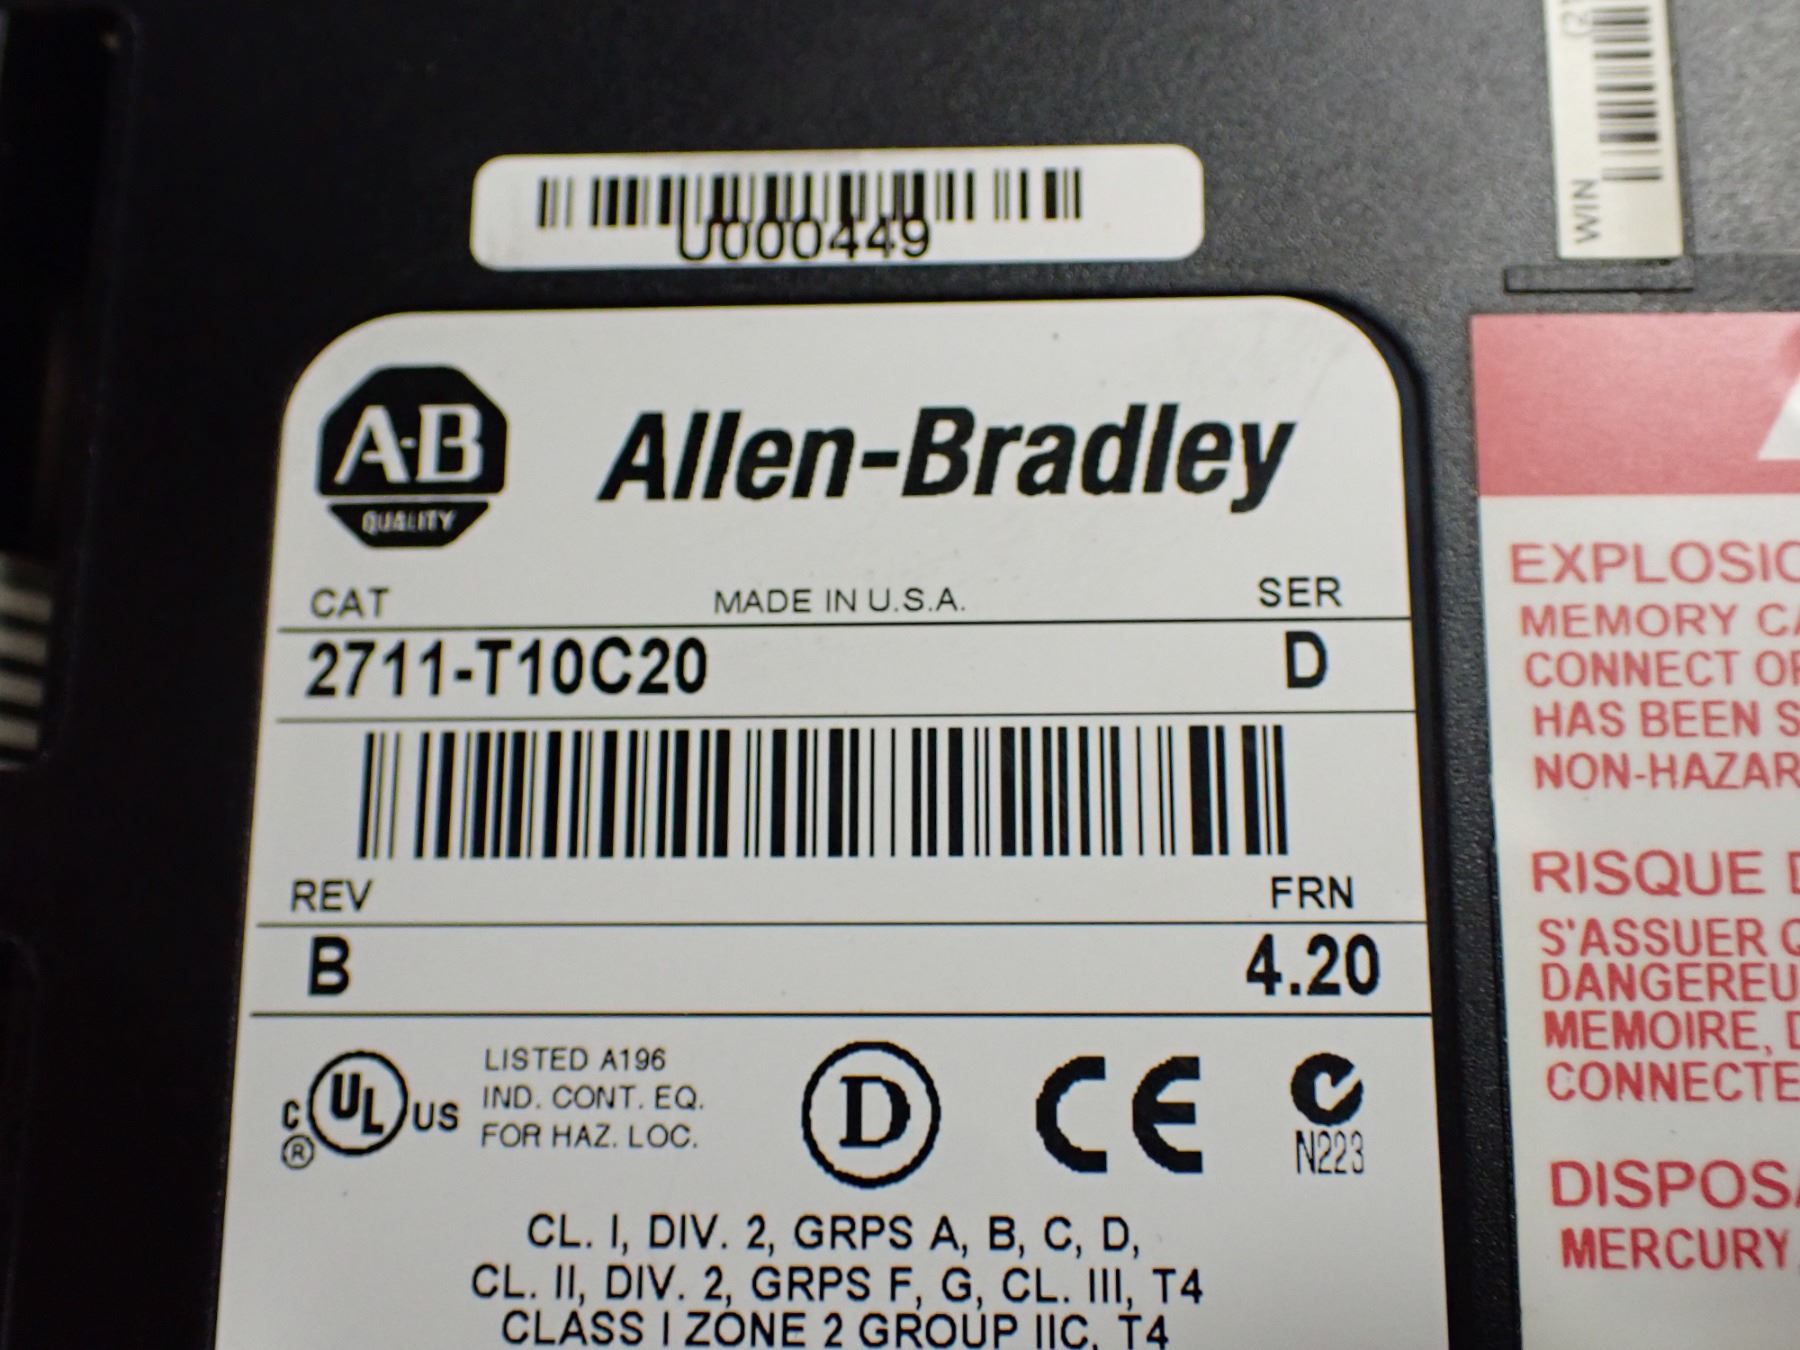 WIN
U000449
A-B
QUALITY
Allen-Bradley
CAT MADE IN U.S.A. SER
2711-T10C20 D
REV FRN
B 4.20
C UL US
®
LISTED A196
IND. CONT. EQ.
FOR HAZ. LOC.
D
CE
N223
CL. I, DIV. 2, GRPS A, B, C, D,
CL. II, DIV. 2, GRPS F, G, CL. III, T4
CLASS I ZONE 2 GROUP IIC, T4
EXPLOSIO
MEMORY CA
CONNECT OR
HAS BEEN S
NON-HAZAR
RISQUE D
S'ASSUER Q
DANGEREU
MEMOIRE, D
CONNECTE
DISPOSA
MERCURY